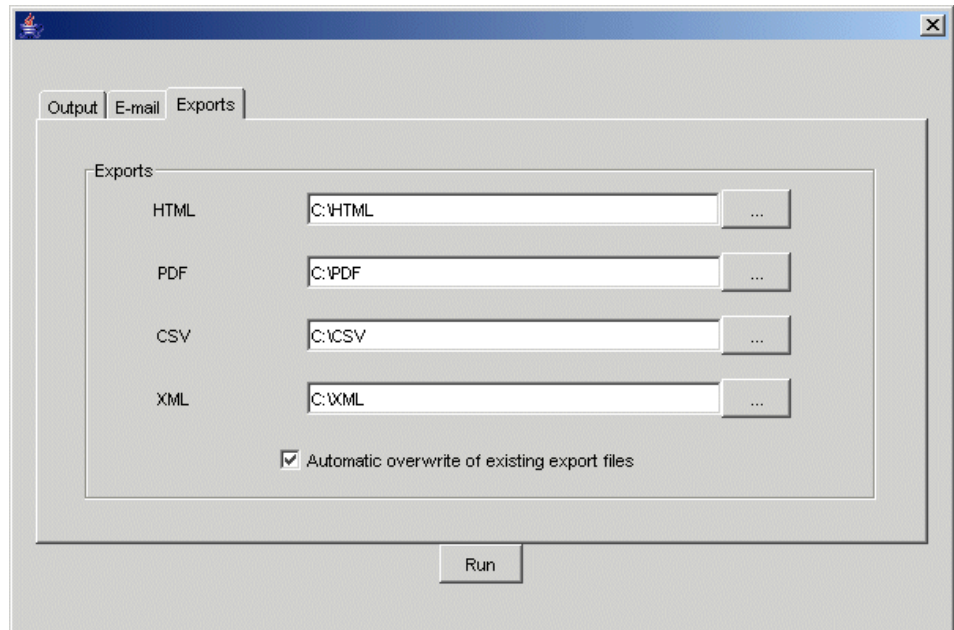 Output E-mail Exports
Exports
HTML C:\HTML ...
PDF C:\PDF ...
CSV C:\CSV ...
XML C:\XML ...
Automatic overwrite of existing export files
Run